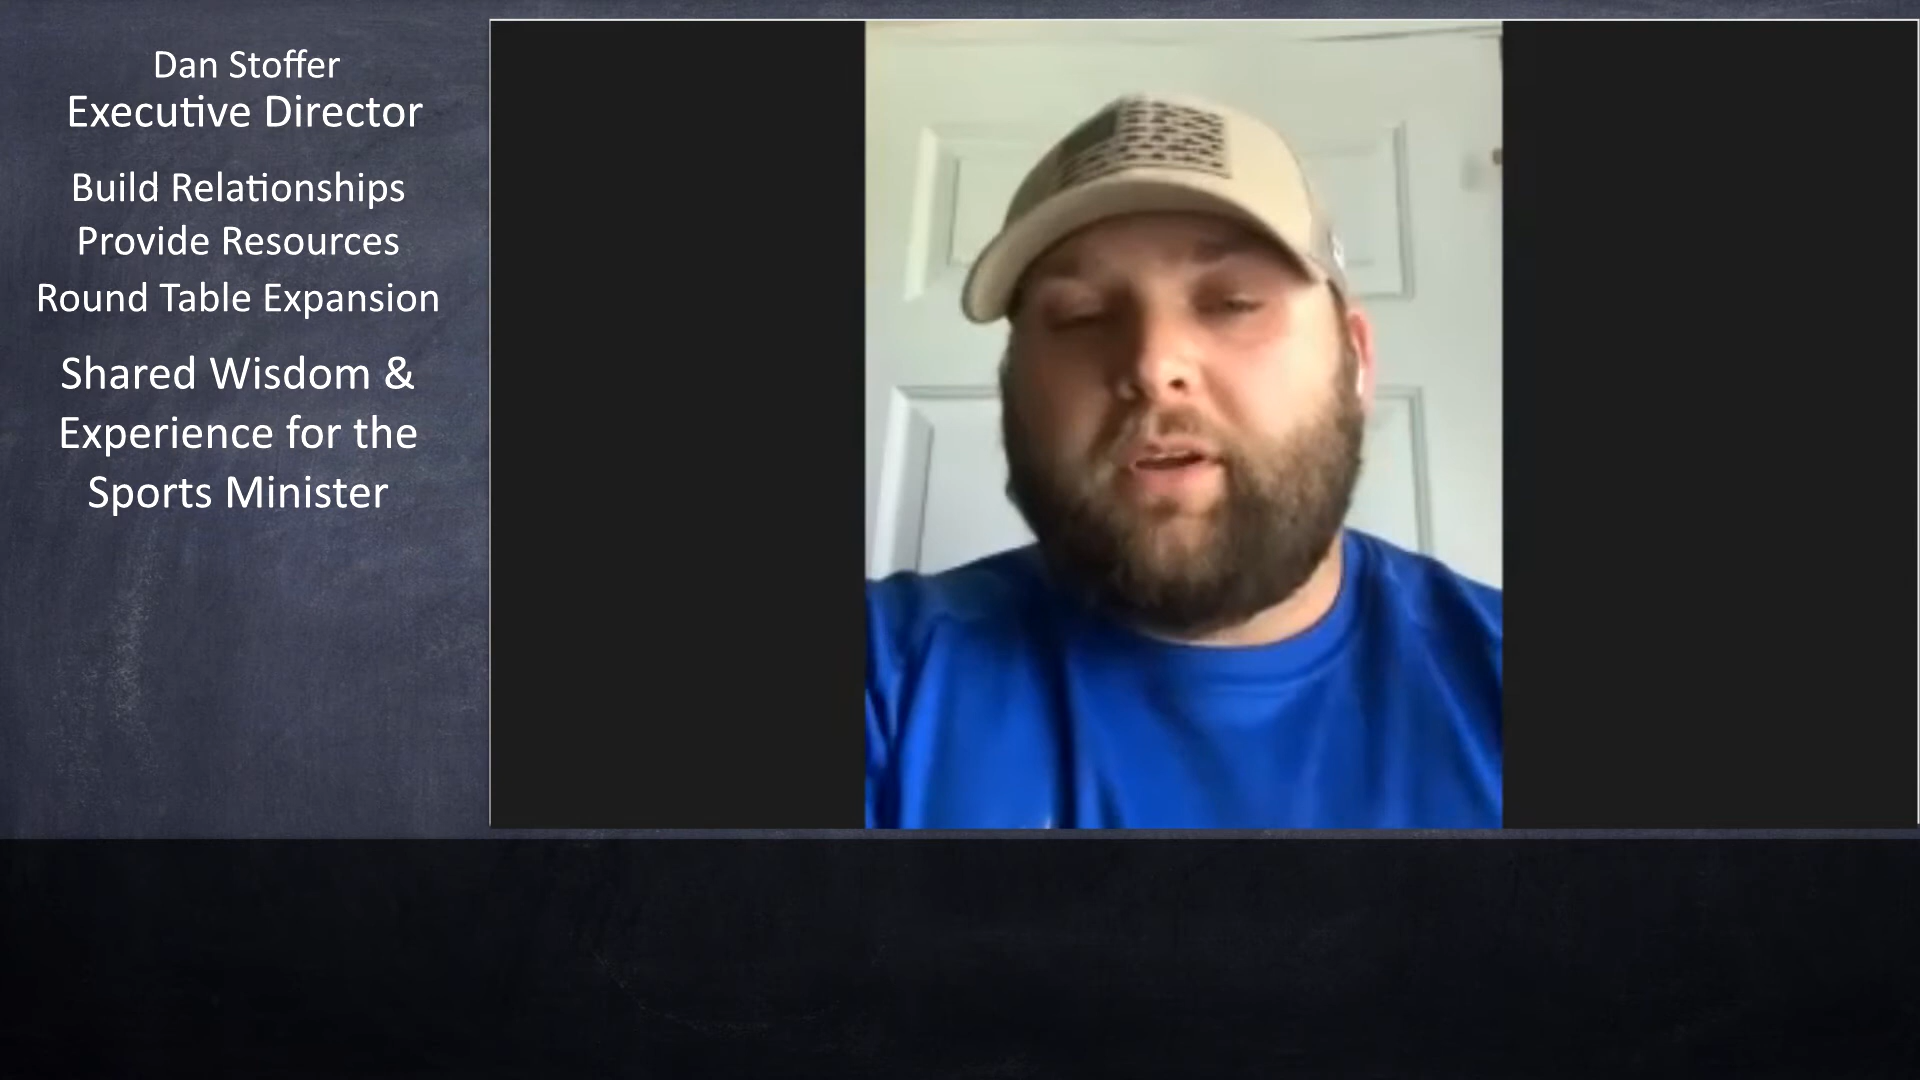 Dan Stoffer
Executive Director
Build Relationships
Provide Resources
Round Table Expansion
Shared Wisdom &
Experience for the
Sports Minister